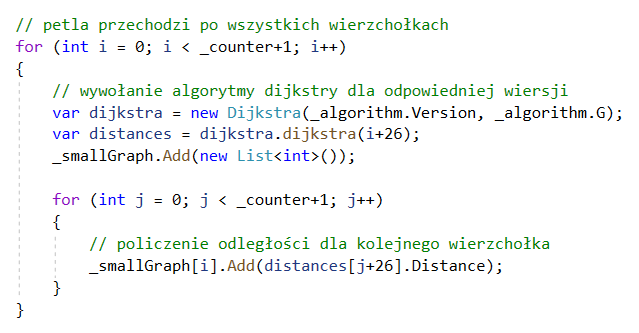 // petla przechodzi po wszystkich wierzchołkach
for (int i = 0; i < _counter+1; i++)
{
// wywołanie algorytmy dijkstry dla odpowiedniej wiersji
var dijkstra = new Dijkstra(_algorithm.Version, _algorithm.G);
var distances = dijkstra.dijkstra(i+26);
_smallGraph.Add(new List<int>());
for (int j = 0; j < _counter+1; j++)
{
// policzenie odległości dla kolejnego wierzchołka
_smallGraph[i].Add(distances[j+26].Distance);
}
}